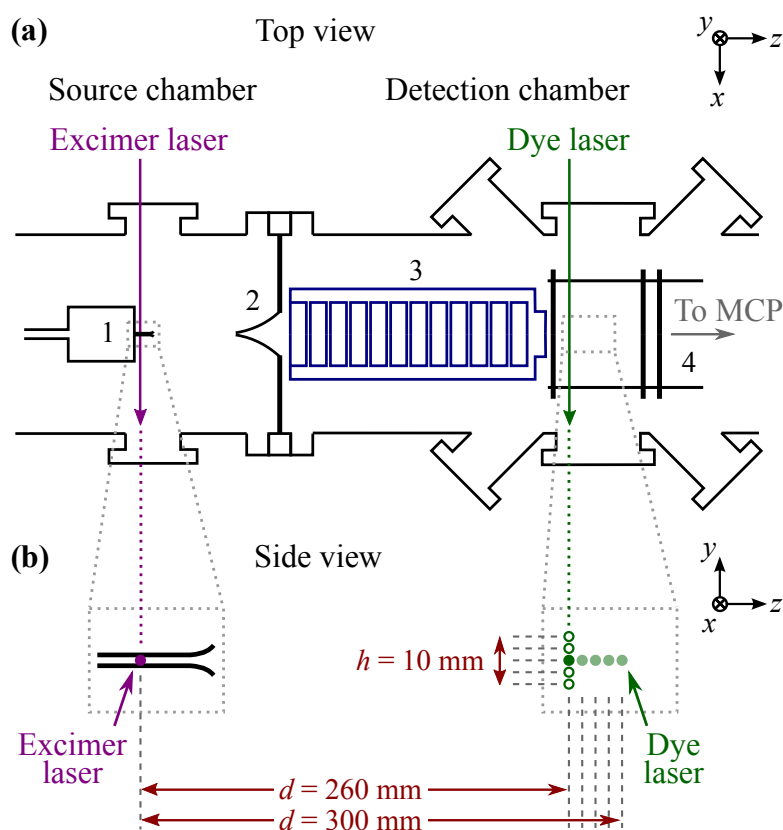 (a)
Top view
y
z
x
Source chamber
Detection chamber
Excimer laser
Dye laser
1
2
3
To MCP
4
(b)
Side view
y
z
x
h = 10 mm
Excimer
laser
Dye
laser
d = 260 mm
d = 300 mm